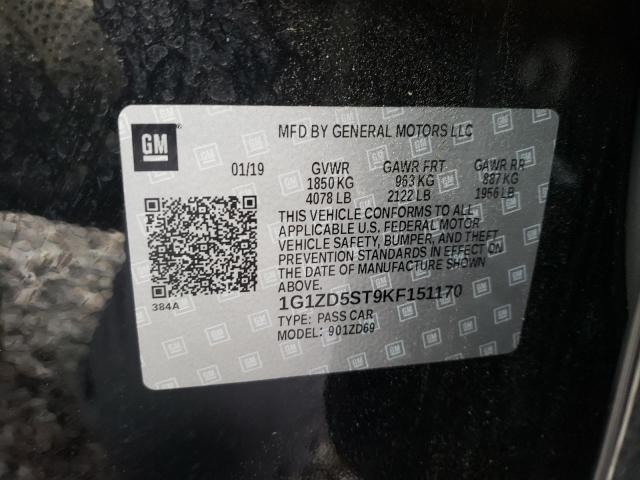 GM
MFD BY GENERAL MOTORS LLC
01/19 GVWR GAWR FRT GAWR RR
1850 KG 963 KG 887 KG
4078 LB 2122 LB 1956 LB
THIS VEHICLE CONFORMS TO ALL
APPLICABLE U.S. FEDERAL MOTOR
VEHICLE SAFETY, BUMPER, AND THEFT
PREVENTION STANDARDS IN EFFECT ON
THE DATE OF MANUFACTURE SHOWN
ABOVE.
1G1ZD5ST9KF151170
384A
TYPE: PASS CAR
MODEL: 901ZD69